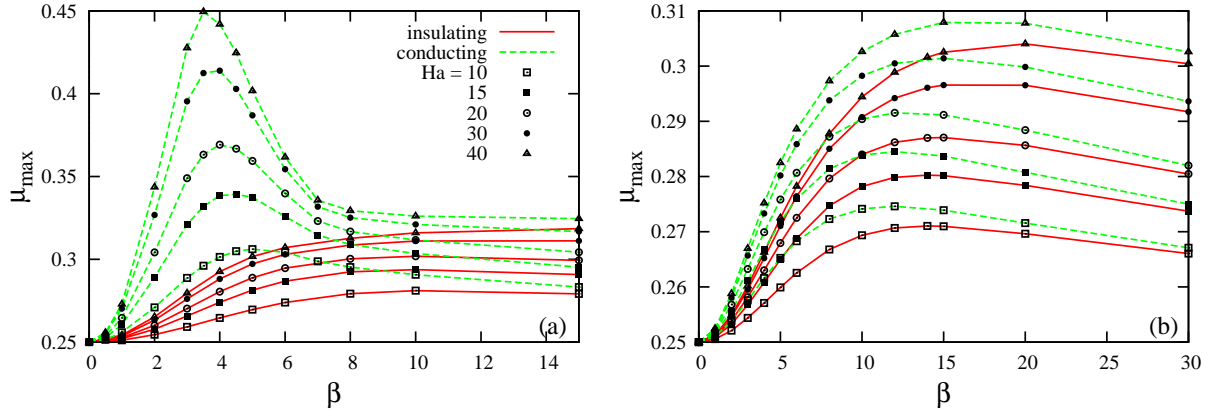 μmax
0.45
0.4
0.35
0.3
0.25
0 2 4 6 8 10 12 14
β
insulating
conducting
Ha = 10
15
20
30
40
(a)
μmax
0.31
0.3
0.29
0.28
0.27
0.26
0.25
0 5 10 15 20 25 30
β
(b)